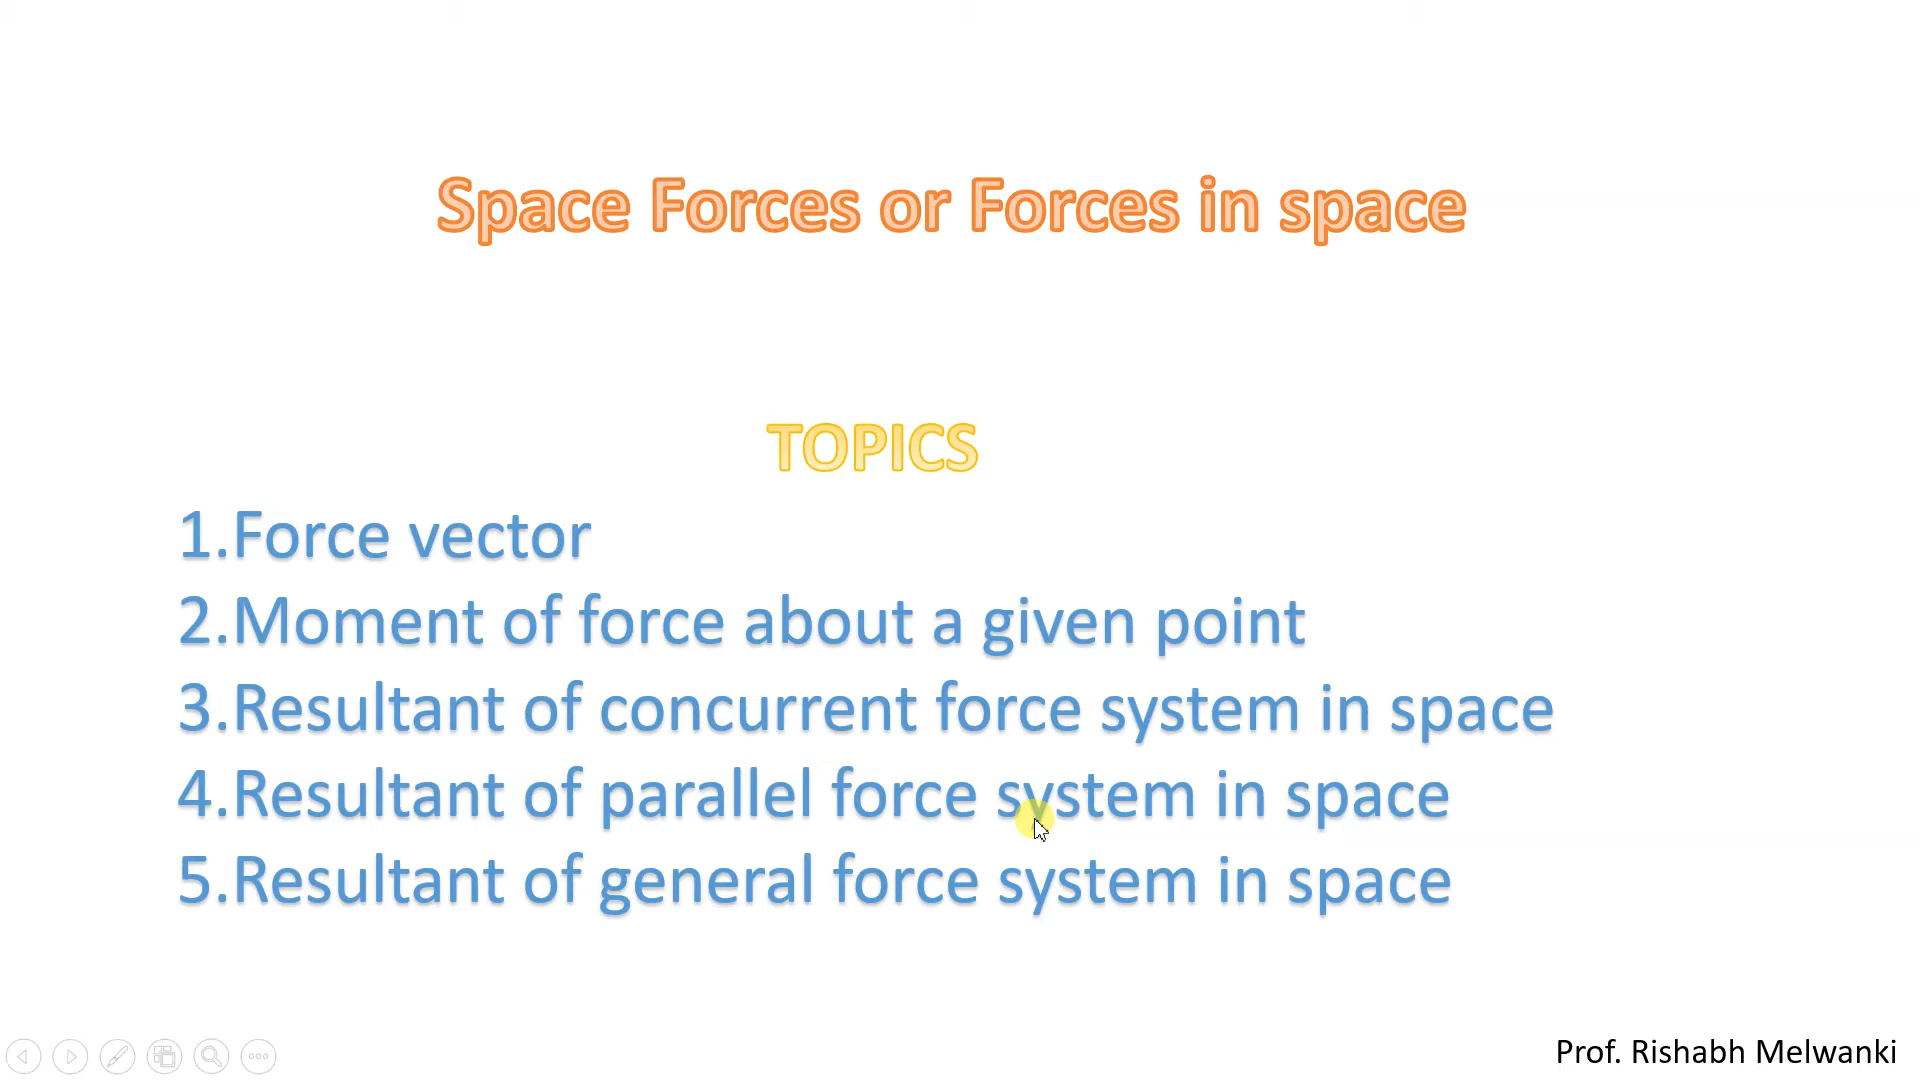 Space Forces or Forces in space
TOPICS
1.Force vector
2.Moment of force about a given point
3.Resultant of concurrent force system in space
4.Resultant of parallel force system in space
5.Resultant of general force system in space
Prof. Rishabh Melwanki